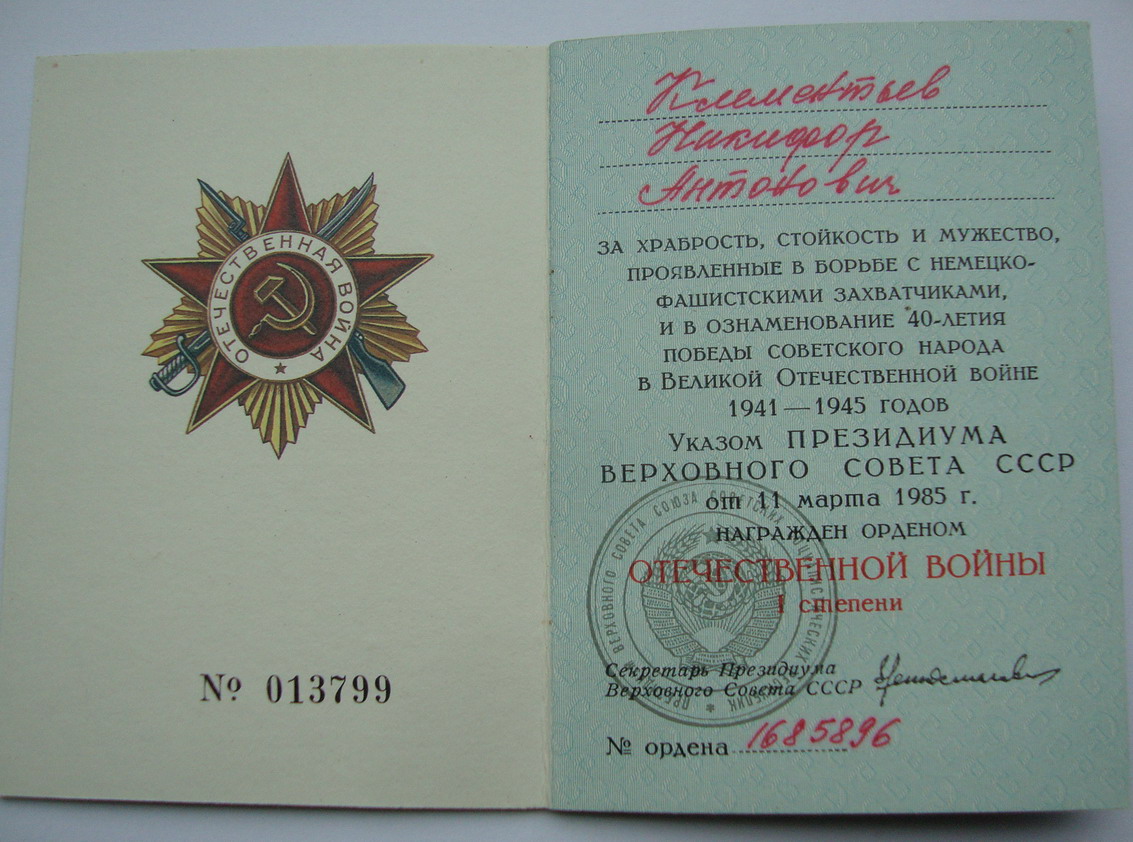 ОТЕЧЕСТВЕННАЯ ВОЙНА
№ 013799
Клементьев
Никифор
Антонович
ЗА ХРАБРОСТЬ, СТОЙКОСТЬ И МУЖЕСТВО,
ПРОЯВЛЕННЫЕ В БОРЬБЕ С НЕМЕЦКО-
ФАШИСТСКИМИ ЗАХВАТЧИКАМИ,
И В ОЗНАМЕНОВАНИЕ 40-ЛЕТИЯ
ПОБЕДЫ СОВЕТСКОГО НАРОДА
В ВЕЛИКОЙ ОТЕЧЕСТВЕННОЙ ВОЙНЕ
1941 — 1945 ГОДОВ
УКАЗОМ ПРЕЗИДИУМА
ВЕРХОВНОГО СОВЕТА СССР
от 11 марта 1985 г.
НАГРАЖДЕН ОРДЕНОМ
ОТЕЧЕСТВЕННОЙ ВОЙНЫ
I степени
Секретарь Президиума
Верховного Совета СССР
№ ордена 1685896